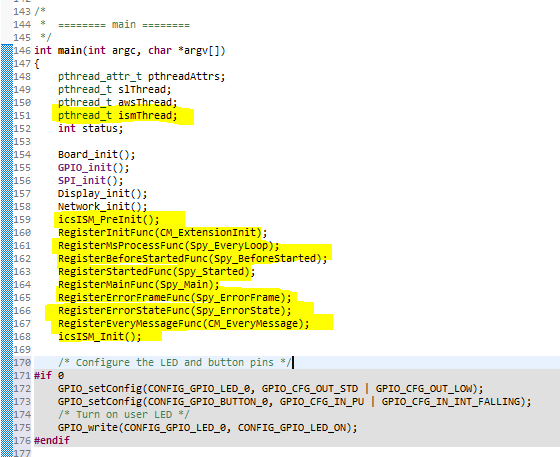 143 /*
144  *  ======== main ========
145  */
146 int main(int argc, char *argv[])
147 {
148     pthread_attr_t pthreadAttrs;
149     pthread_t slThread;
150     pthread_t awsThread;
151     pthread_t ismThread;
152     int status;
153
154     Board_init();
155     GPIO_init();
156     SPI_init();
157     Display_init();
158     Network_init();
159     icsISM_PreInit();
160     RegisterInitFunc(CM_ExtensionInit);
161     RegisterMsProcessFunc(Spy_EveryLoop);
162     RegisterBeforeStartedFunc(Spy_BeforeStarted);
163     RegisterStartedFunc(Spy_Started);
164     RegisterMainFunc(Spy_Main);
165     RegisterErrorFrameFunc(Spy_ErrorFrame);
166     RegisterErrorStateFunc(Spy_ErrorState);
167     RegisterEveryMessageFunc(CM_EveryMessage);
168     icsISM_Init();
169
170     /* Configure the LED and button pins */
171 #if 0
172     GPIO_setConfig(CONFIG_GPIO_LED_0, GPIO_CFG_OUT_STD | GPIO_CFG_OUT_LOW);
173     GPIO_setConfig(CONFIG_GPIO_BUTTON_0, GPIO_CFG_IN_PU | GPIO_CFG_IN_INT_FALLING);
174     /* Turn on user LED */
175     GPIO_write(CONFIG_GPIO_LED_0, CONFIG_GPIO_LED_ON);
176 #endif
177